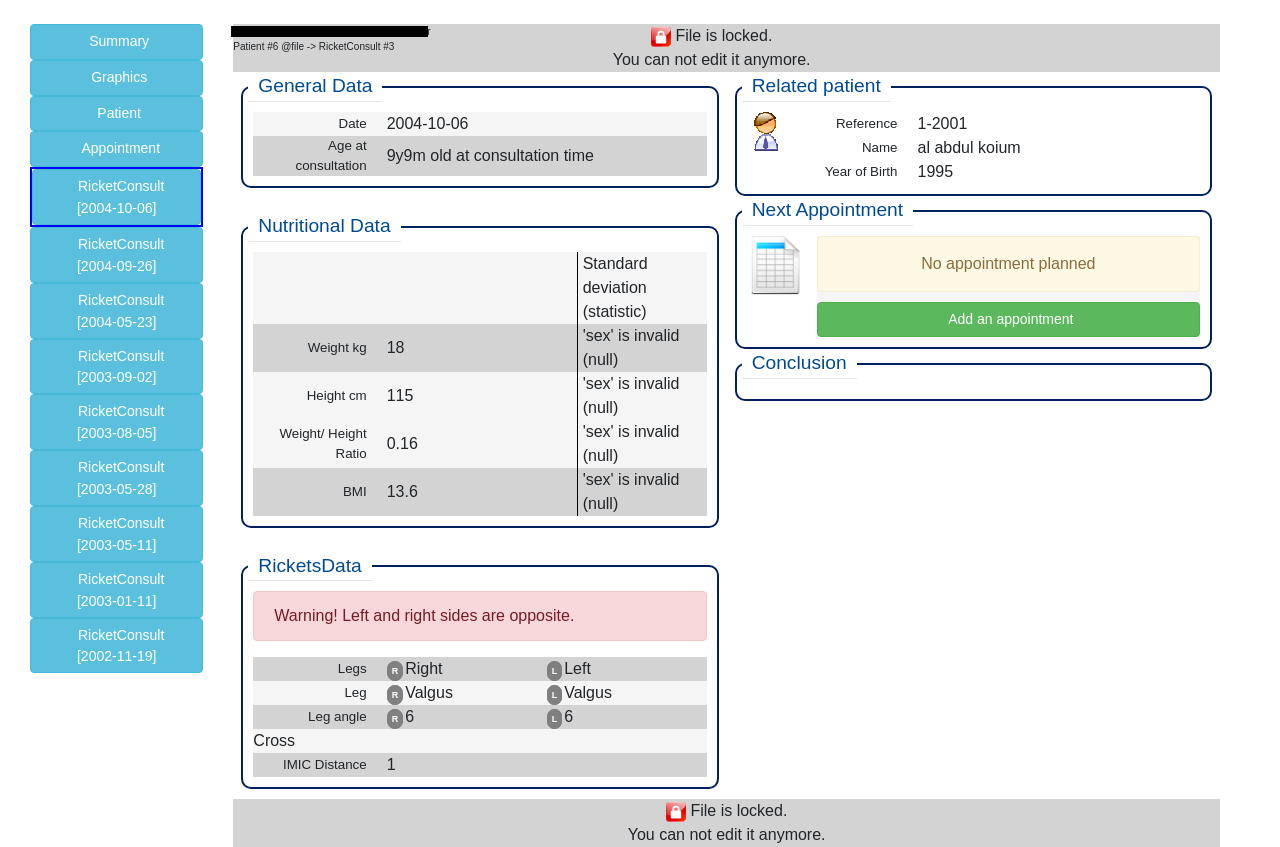 Summary
Graphics
Patient
Appointment
RicketConsult
[2004-10-06]
RicketConsult
[2004-09-26]
RicketConsult
[2004-05-23]
RicketConsult
[2003-09-02]
RicketConsult
[2003-08-05]
RicketConsult
[2003-05-28]
RicketConsult
[2003-05-11]
RicketConsult
[2003-01-11]
RicketConsult
[2002-11-19]
Patient #6 @file -> RicketConsult #3
File is locked.
You can not edit it anymore.
General Data
Date 2004-10-06
Age at
consultation 9y9m old at consultation time
Nutritional Data
Standard
deviation
(statistic)
Weight kg 18 'sex' is invalid
(null)
Height cm 115 'sex' is invalid
(null)
Weight/ Height
Ratio 0.16 'sex' is invalid
(null)
BMI 13.6 'sex' is invalid
(null)
RicketsData
Warning! Left and right sides are opposite.
Legs R Right L Left
Leg R Valgus L Valgus
Leg angle R 6 L 6
Cross
IMIC Distance 1
Related patient
Reference 1-2001
Name al abdul koium
Year of Birth 1995
Next Appointment
No appointment planned
Add an appointment
Conclusion
File is locked.
You can not edit it anymore.